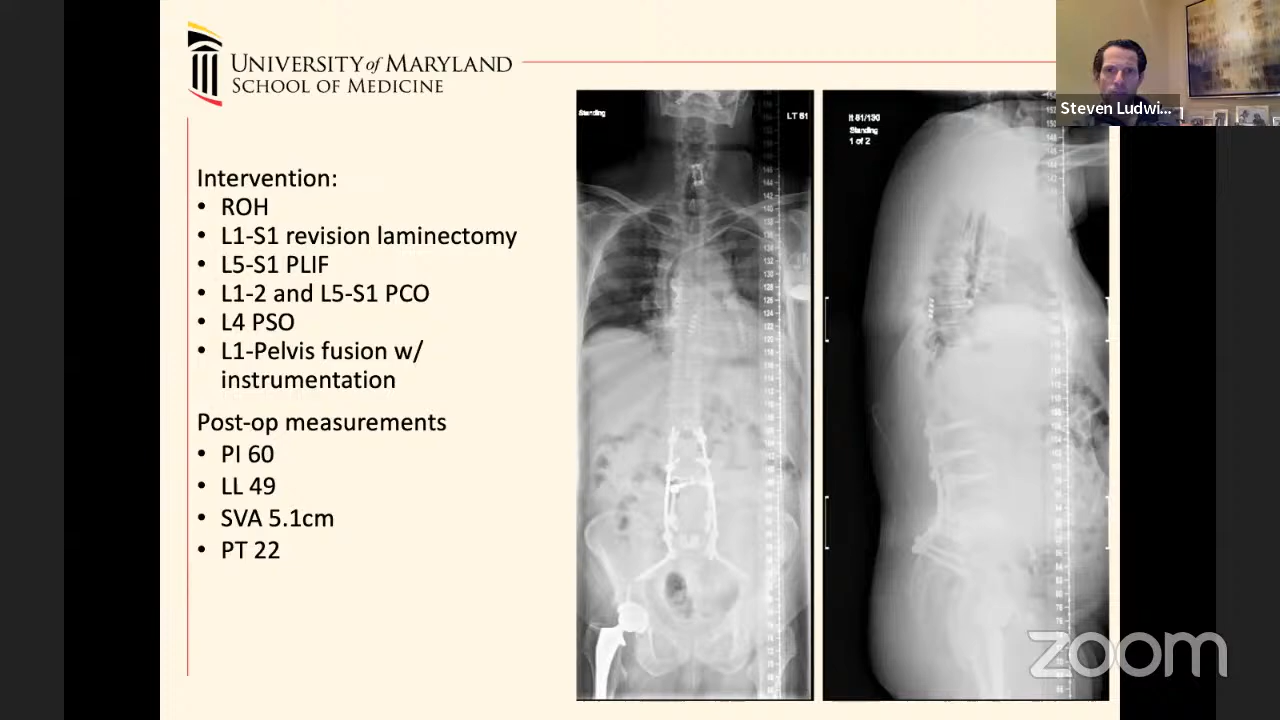 UNIVERSITY of MARYLAND
SCHOOL OF MEDICINE
Steven Ludwi...
Standing
LT 51
Standing
1 of 2
Intervention:
• ROH
• L1-S1 revision laminectomy
• L5-S1 PLIF
• L1-2 and L5-S1 PCO
• L4 PSO
• L1-Pelvis fusion w/
instrumentation
Post-op measurements
• PI 60
• LL 49
• SVA 5.1cm
• PT 22
zoom